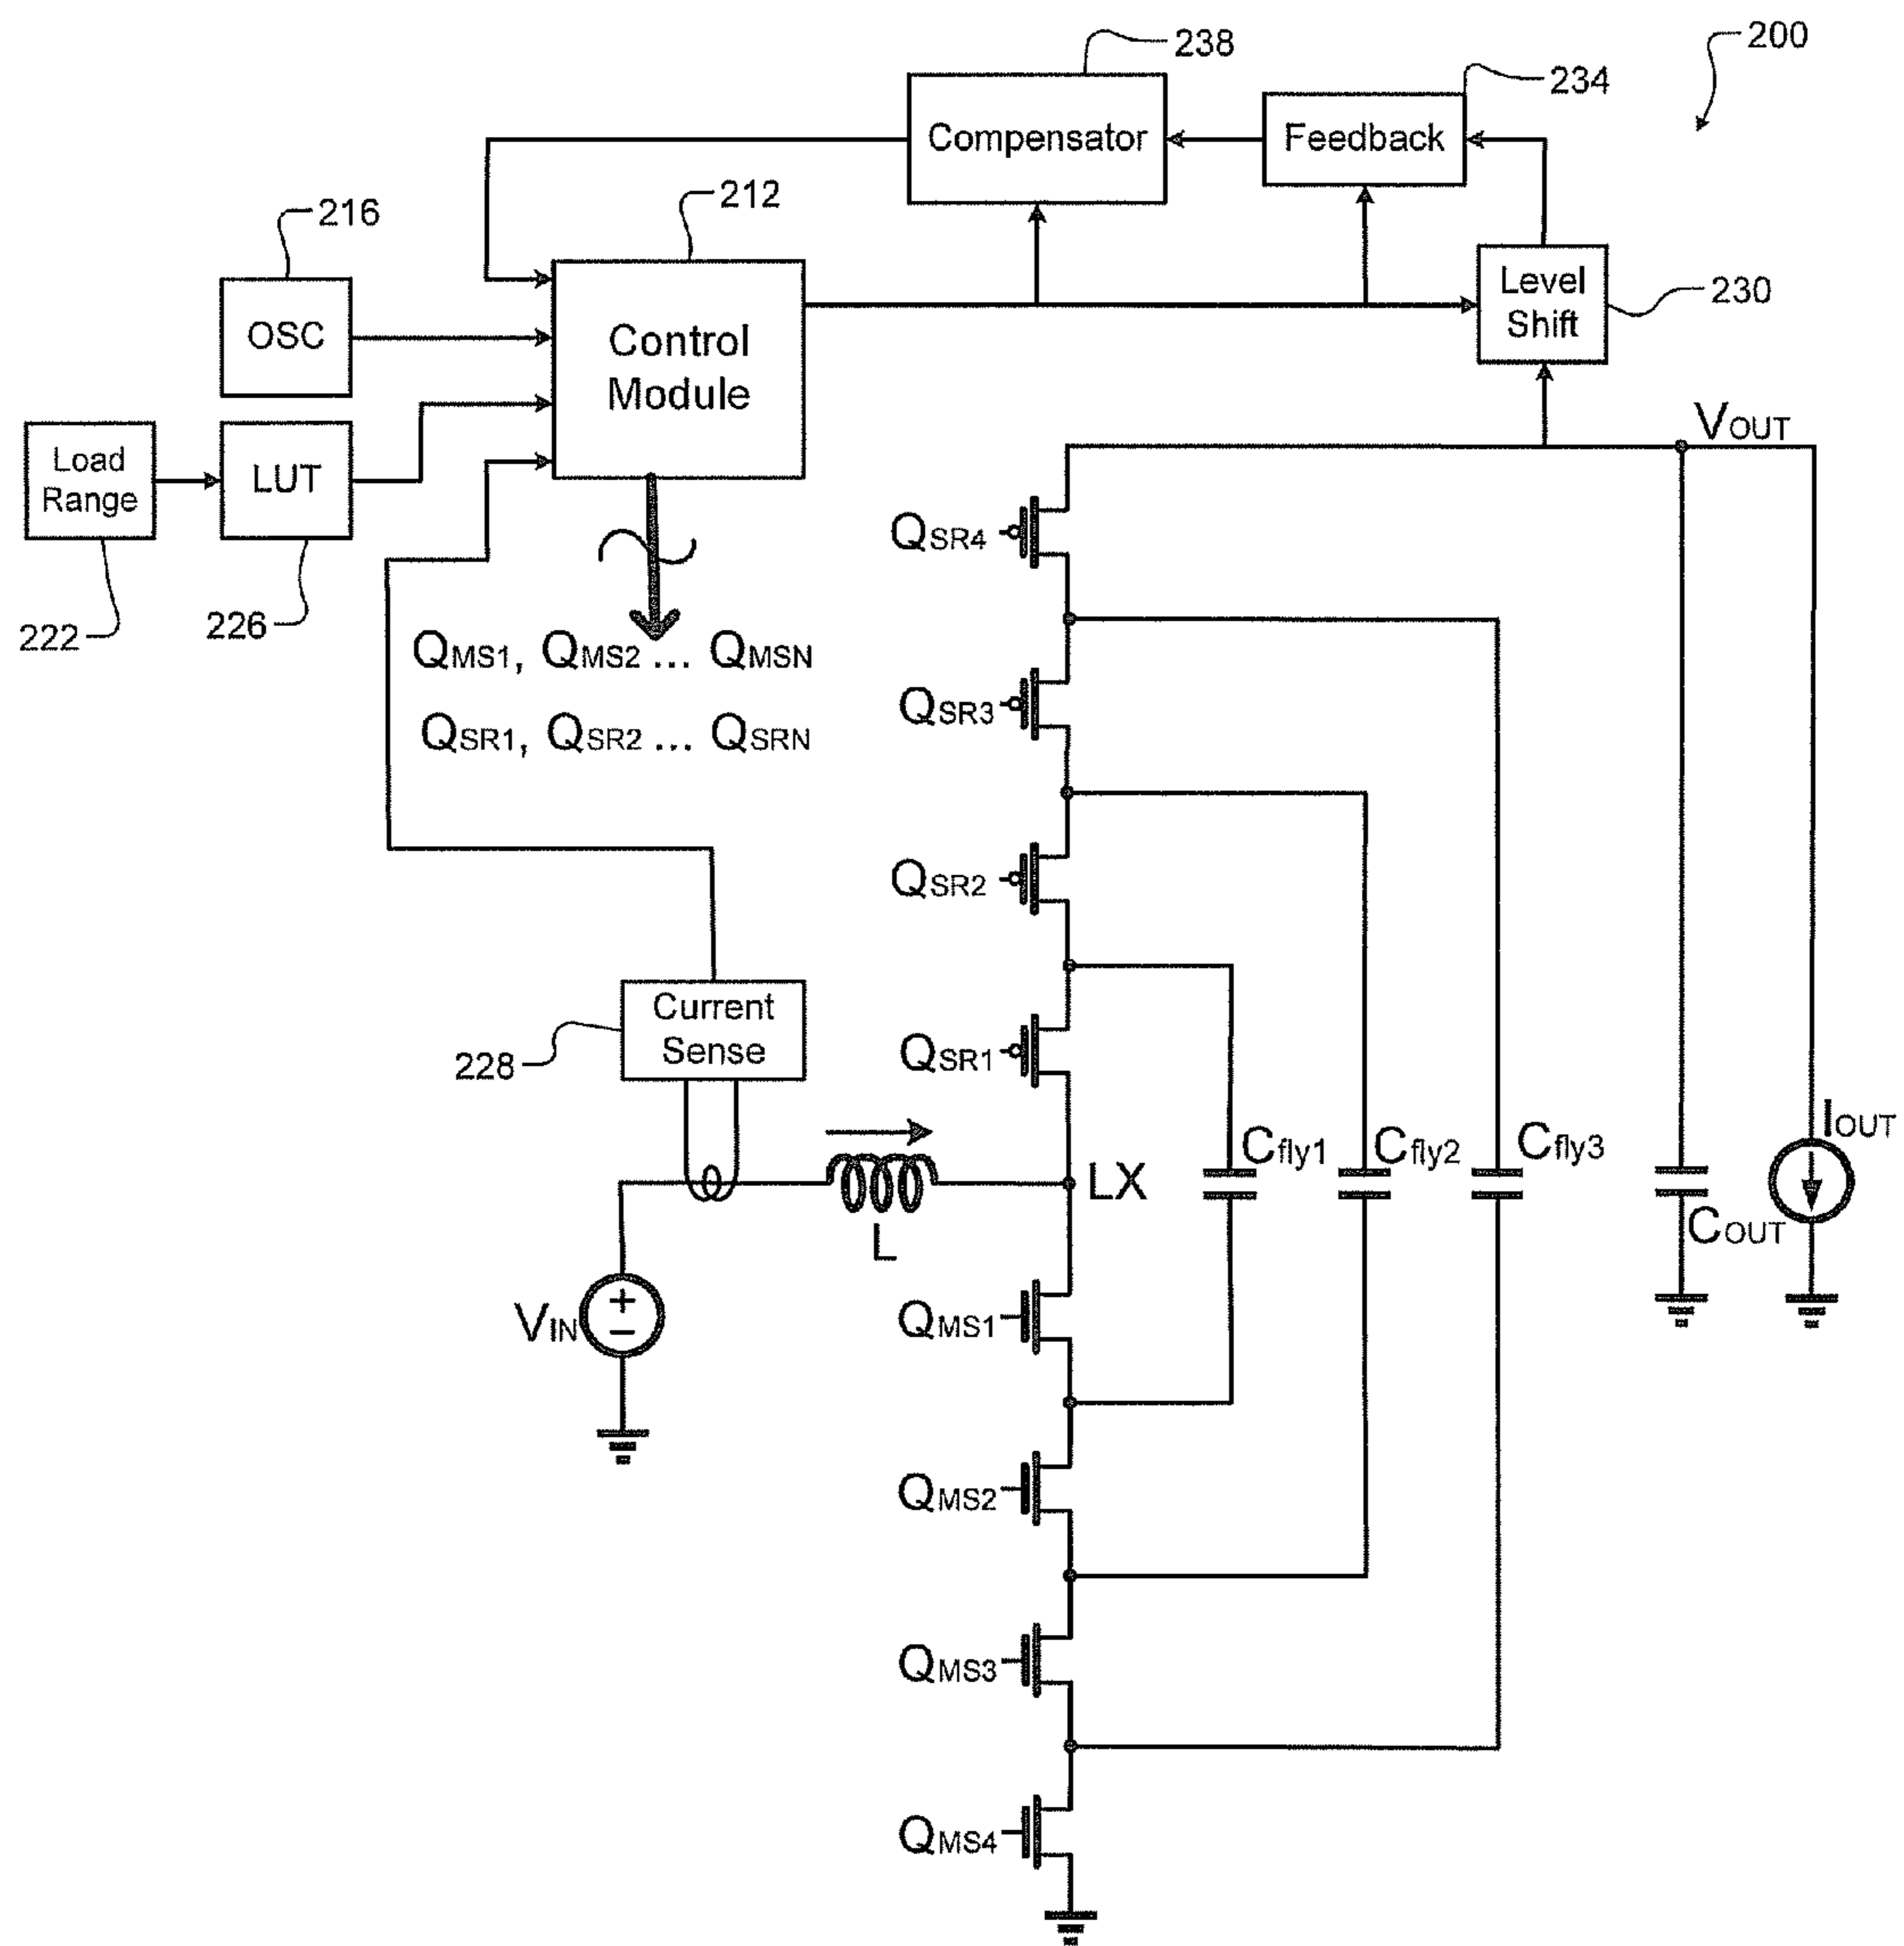 200
238
234
Compensator
Feedback
212
216
OSC
Control
Module
Level
Shift
230
Load
Range
LUT
222
226
VOUT
QSR4
QMS1, QMS2 ... QMSN
QSR1, QSR2 ... QSRN
QSR3
QSR2
Current
Sense
228
QSR1
LX
Cfly1
Cfly2
Cfly3
IOUT
COUT
L
VIN
+
−
QMS1
QMS2
QMS3
QMS4